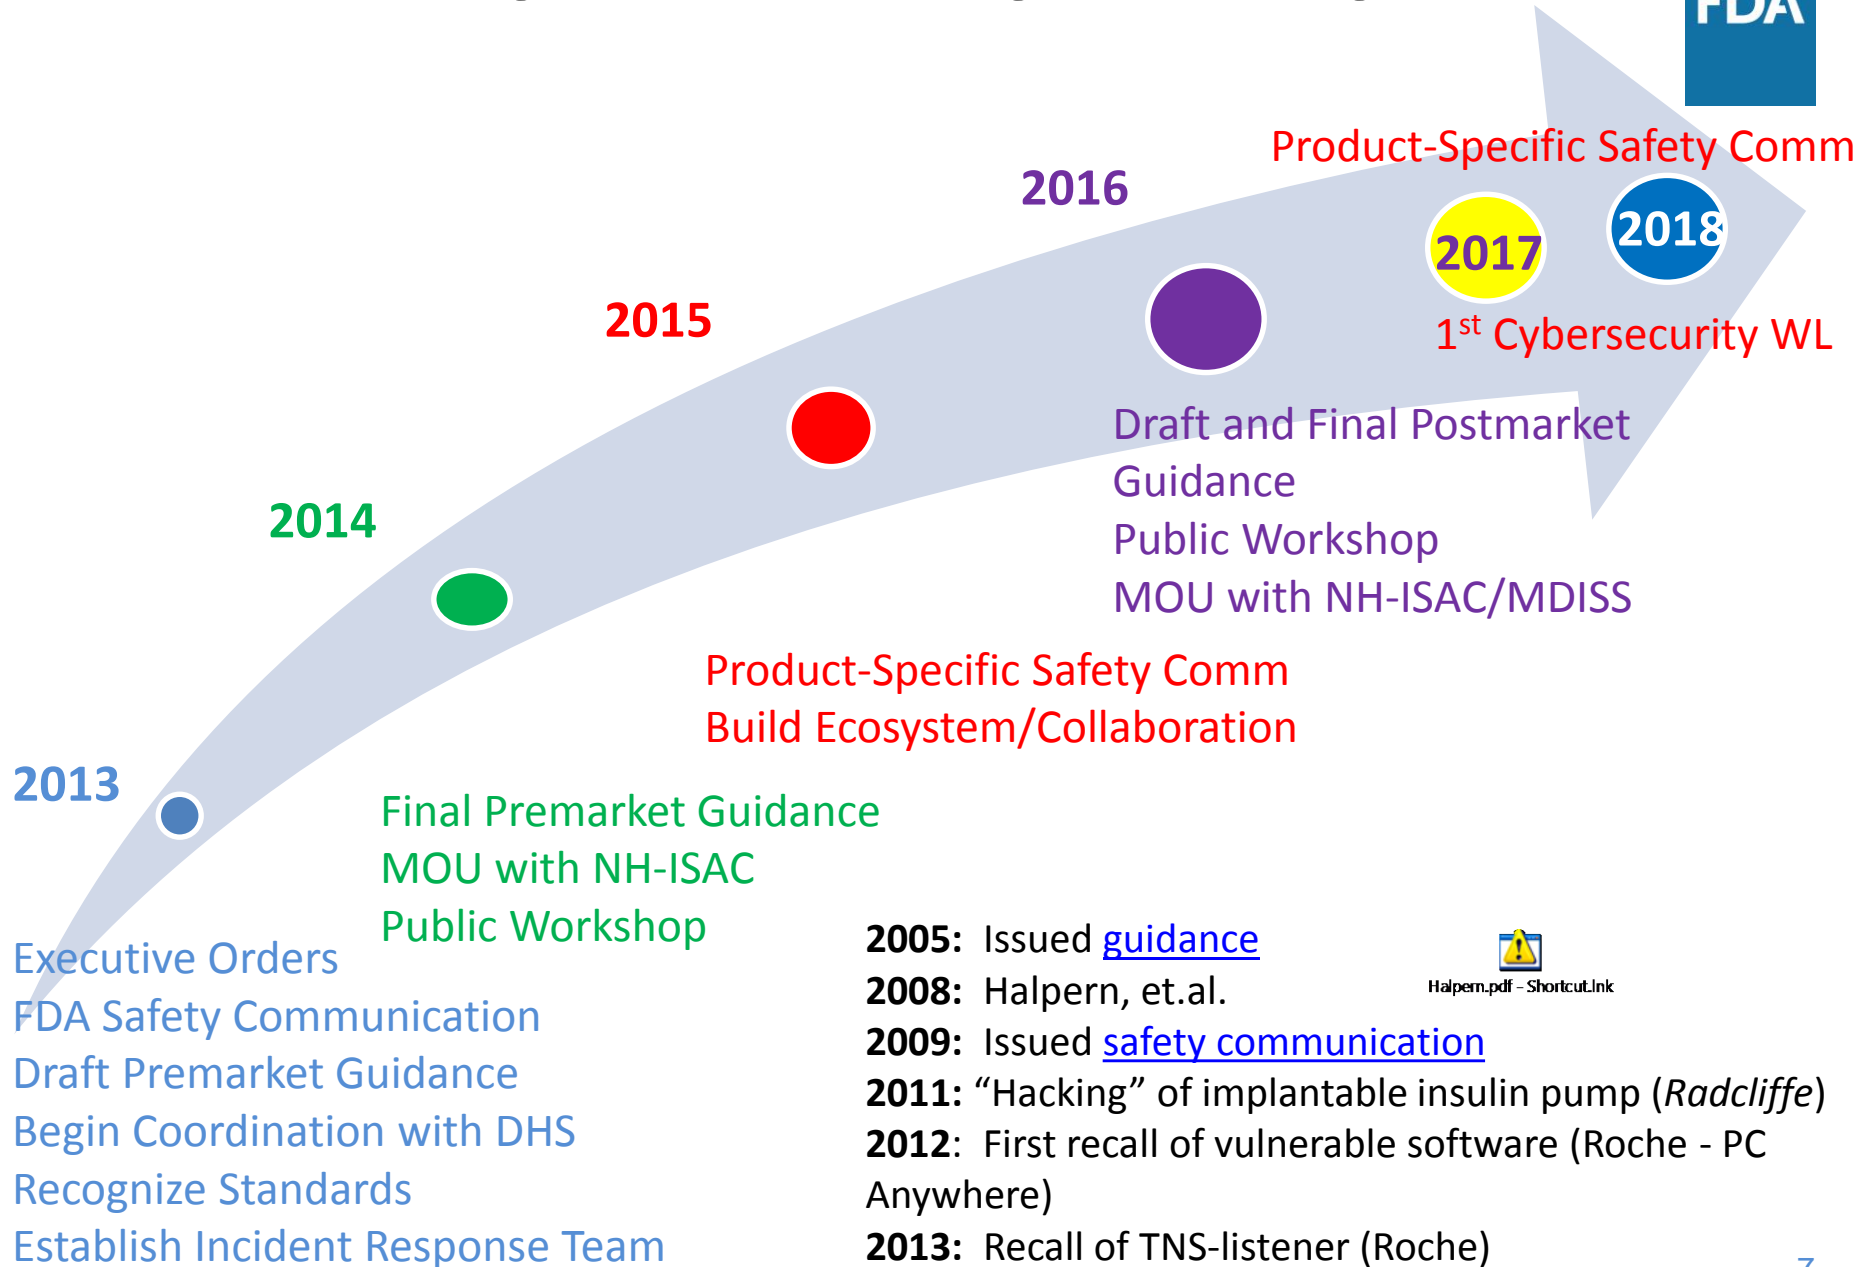 FDA
Product-Specific Safety Comm
2016
2018
2017
2015
1st Cybersecurity WL
Draft and Final Postmarket
Guidance
Public Workshop
MOU with NH-ISAC/MDISS
2014
Product-Specific Safety Comm
Build Ecosystem/Collaboration
2013
Final Premarket Guidance
MOU with NH-ISAC
Public Workshop
Executive Orders
FDA Safety Communication
Draft Premarket Guidance
Begin Coordination with DHS
Recognize Standards
Establish Incident Response Team
2005: Issued guidance
2008: Halpern, et.al.
Halpern.pdf - Shortcut.lnk
2009: Issued safety communication
2011: “Hacking” of implantable insulin pump (Radcliffe)
2012: First recall of vulnerable software (Roche - PC
Anywhere)
2013: Recall of TNS-listener (Roche)